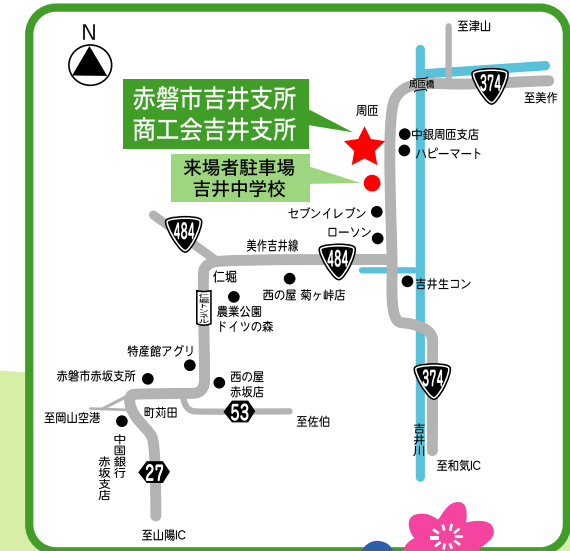 N
至津山
374
周匝橋
至美作
赤磐市吉井支所
商工会吉井支所
周匝
中銀周匝支店
ハピーマート
来場者駐車場
吉井中学校
セブンイレブン
ローソン
484
美作吉井線
484
仁堀
西の屋 菊ヶ峠店
吉井生コン
仁堀トンネル
農業公園
ドイツの森
特産館アグリ
赤磐市赤坂支所
西の屋
赤坂店
374
至岡山空港
町苅田
53
至佐伯
中国銀行
赤坂支店
吉井川
27
至和気IC
至山陽IC